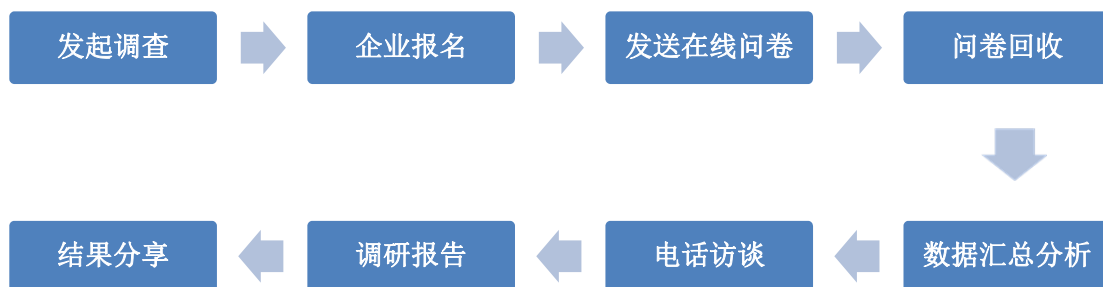 发起调查
企业报名
发送在线问卷
问卷回收
数据汇总分析
电话访谈
调研报告
结果分享